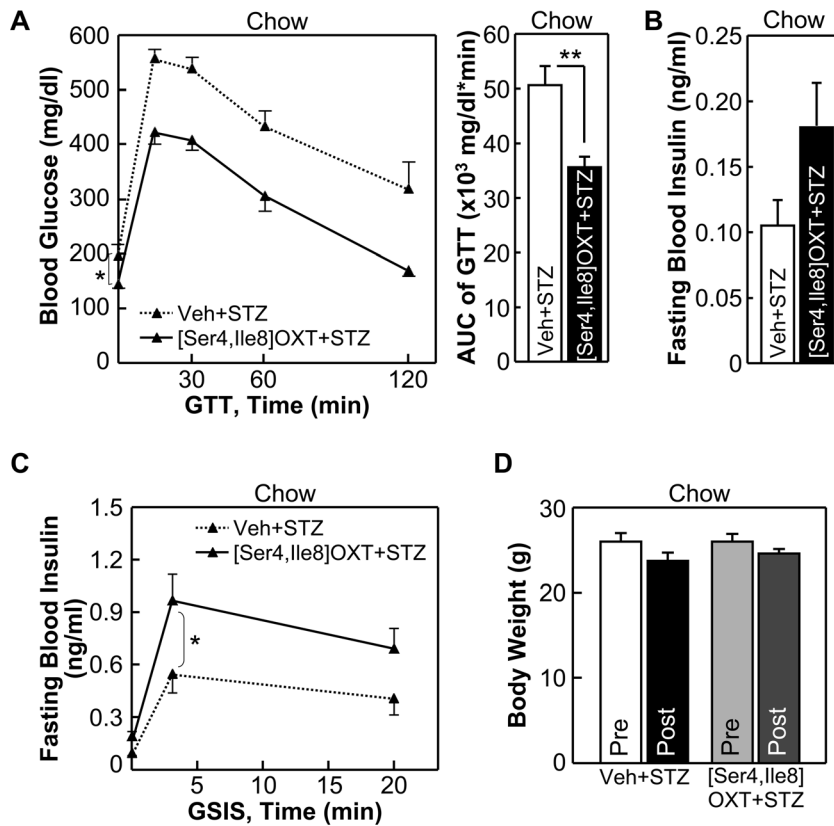 A
Chow
Blood Glucose (mg/dl)
600
500
400
300
200
100
0
*
Veh+STZ
[Ser4,Ile8]OXT+STZ
30
60
120
GTT, Time (min)
Chow
AUC of GTT (x10³ mg/dl*min)
60
50
40
30
20
10
0
**
Veh+STZ
[Ser4,Ile8]OXT+STZ
B
Chow
Fasting Blood Insulin (ng/ml)
0.25
0.20
0.15
0.10
0.05
0
Veh+STZ
[Ser4,Ile8]OXT+STZ
C
Chow
Fasting Blood Insulin
(ng/ml)
1.5
1.2
0.9
0.6
0.3
0
Veh+STZ
[Ser4,Ile8]OXT+STZ
*
5
10
15
20
GSIS, Time (min)
D
Chow
Body Weight (g)
30
20
10
0
Pre
Post
Pre
Post
Veh+STZ
[Ser4,Ile8]
OXT+STZ